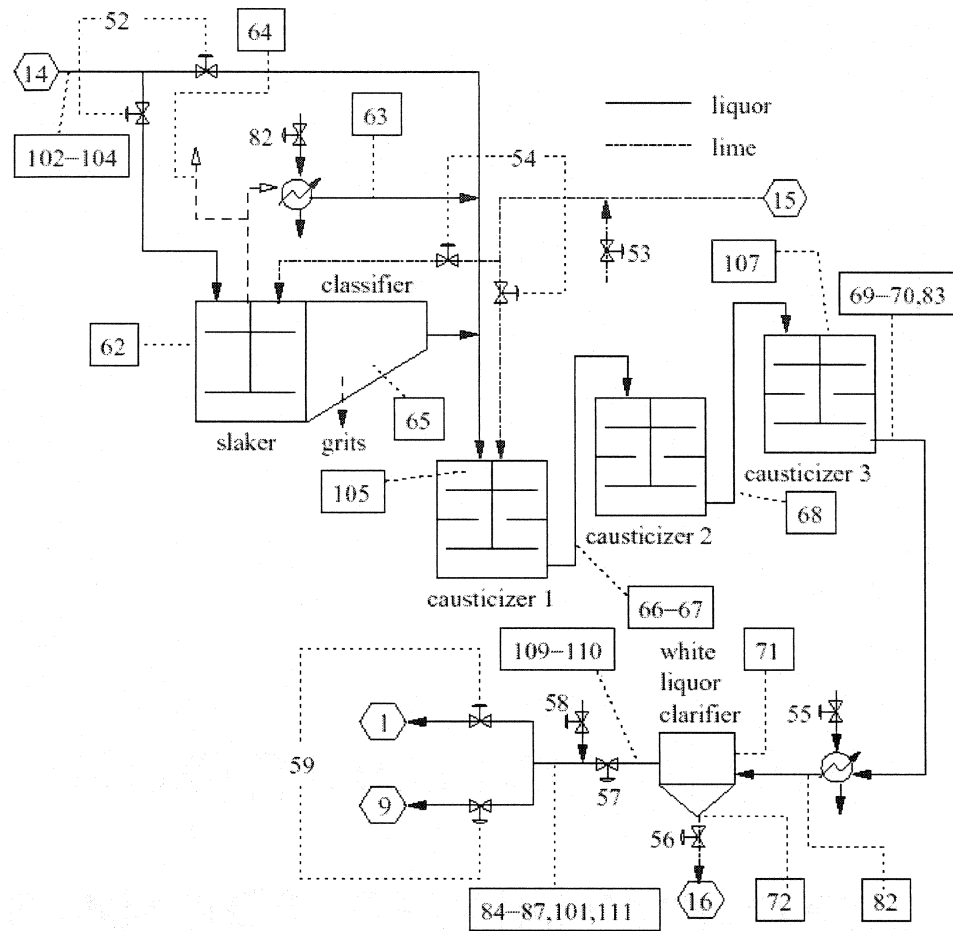 52
64
14
liquor
63
lime
102–104
82
54
15
53
107
classifier
69–70,83
62
65
slaker
grits
105
causticizer 3
68
causticizer 2
causticizer 1
66–67
109–110
white
liquor
clarifier
71
58
55
1
59
57
9
56
84–87,101,111
16
72
82